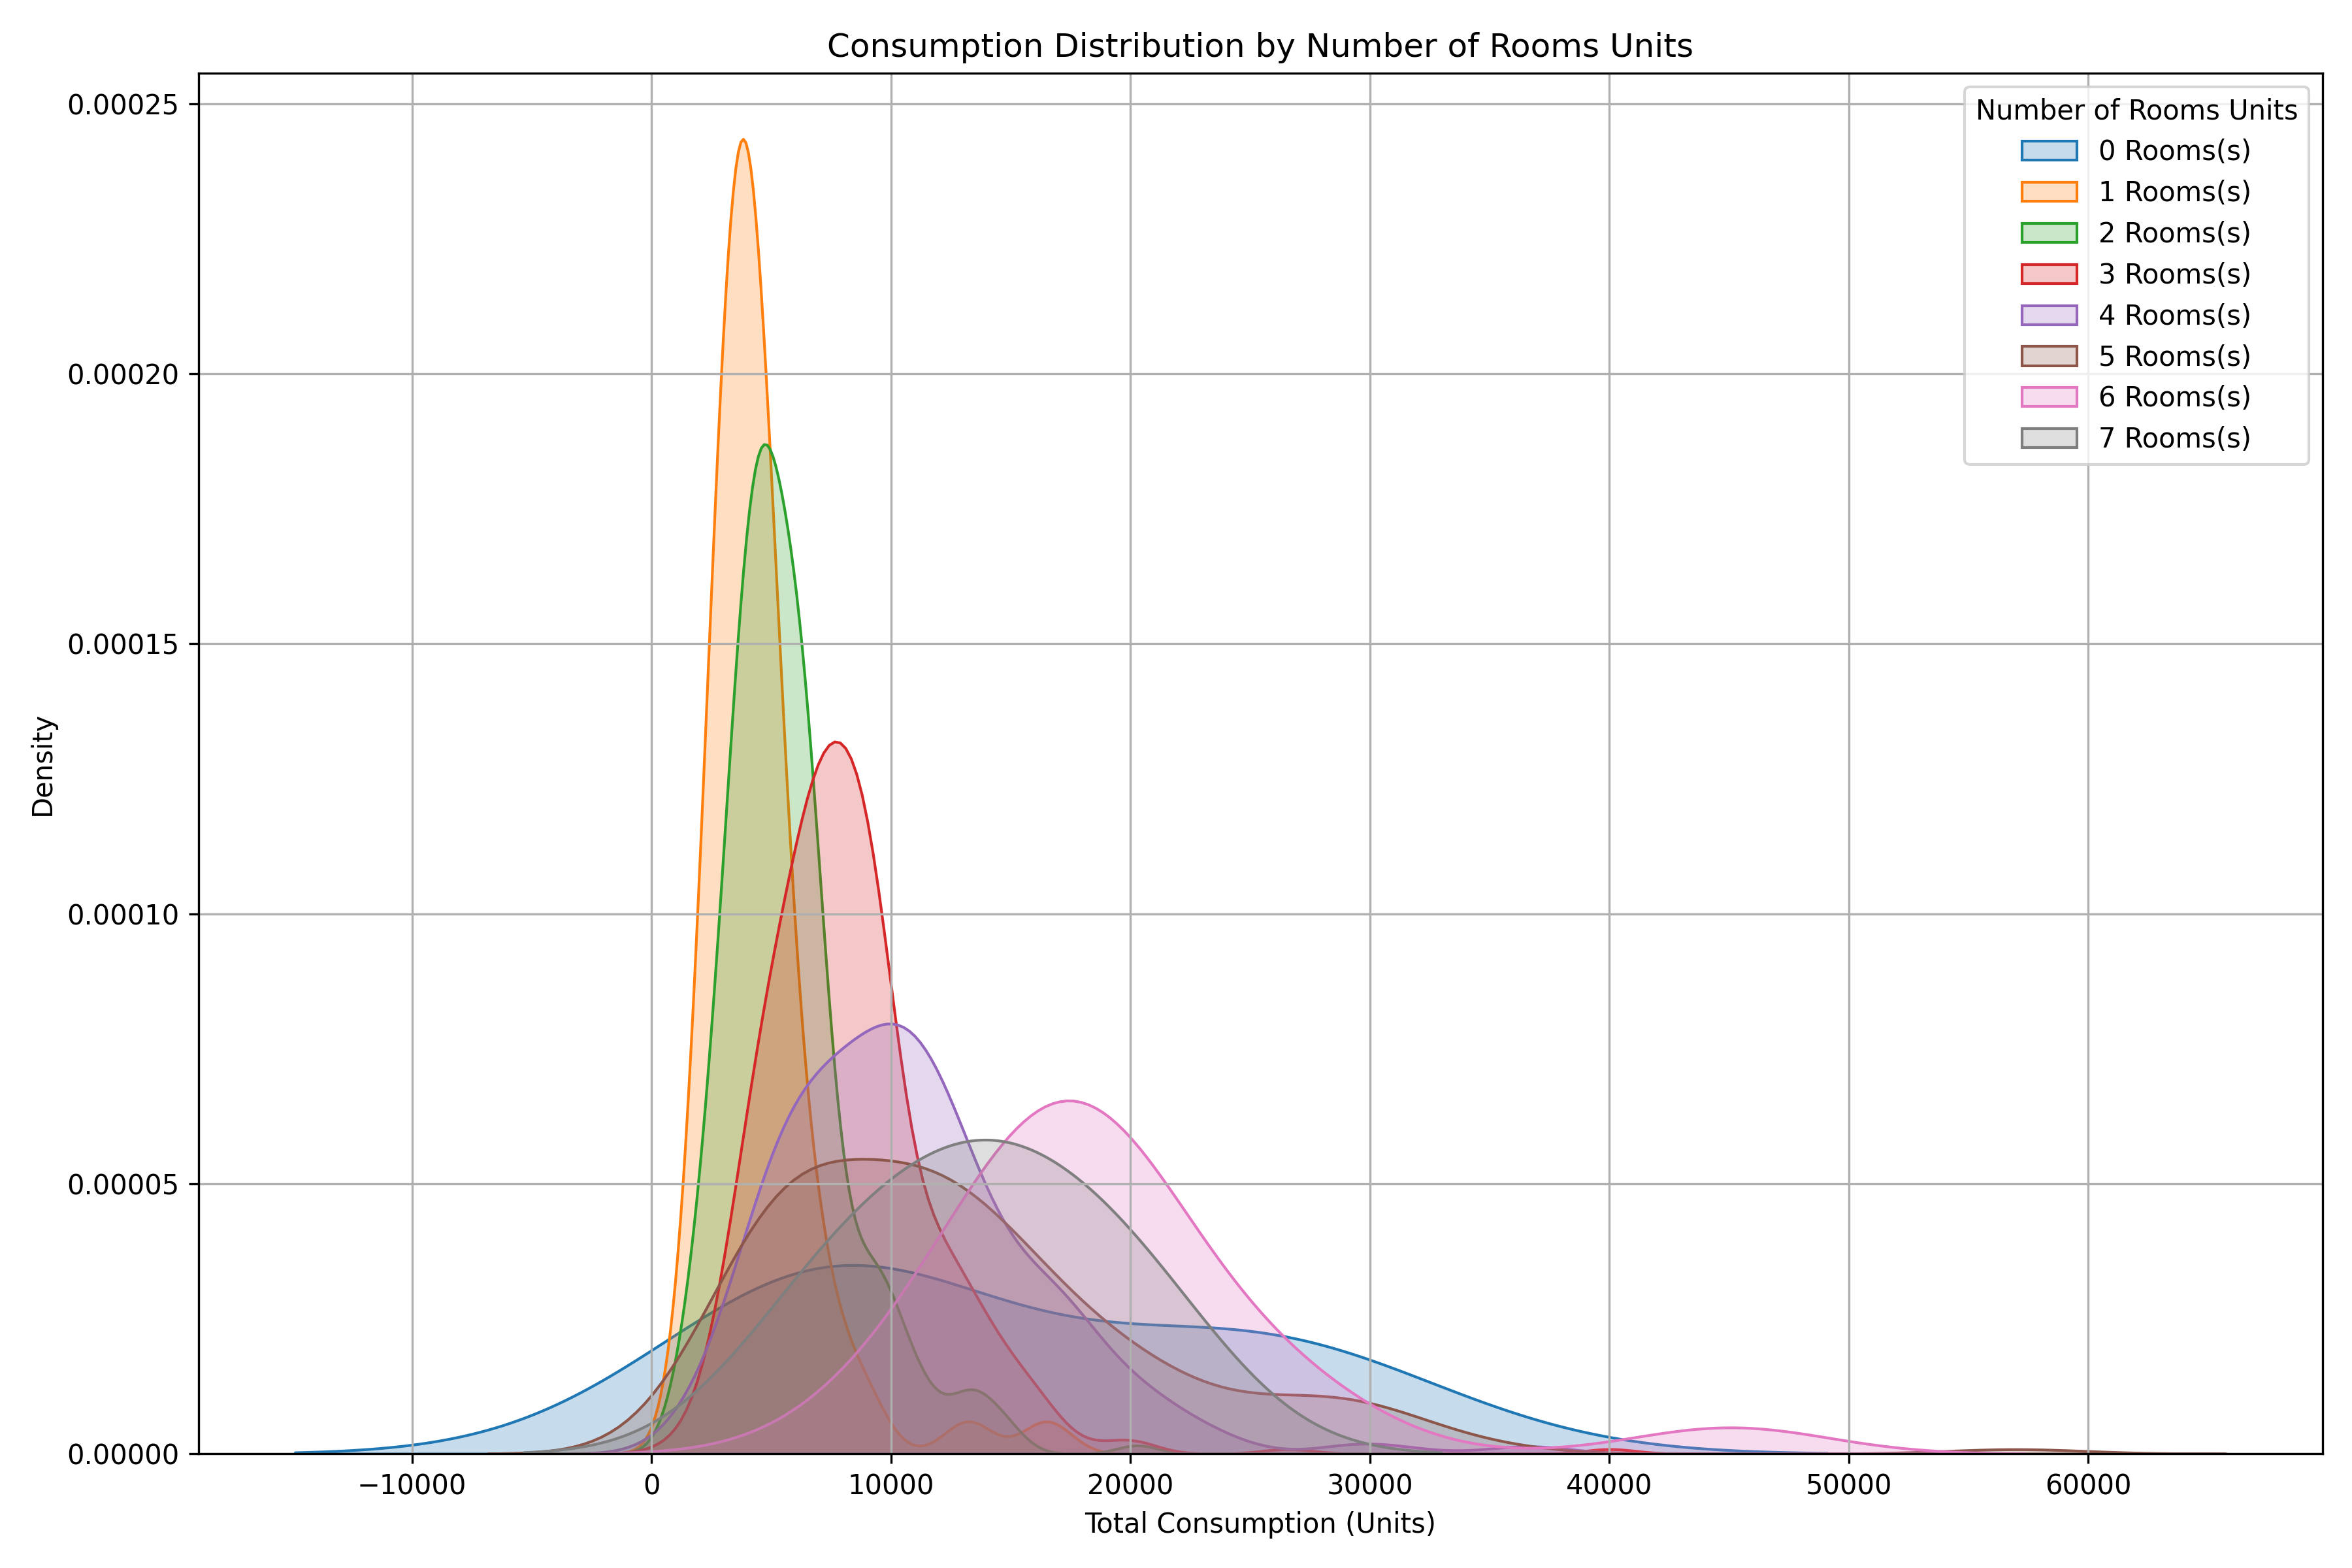 Consumption Distribution by Number of Rooms Units
0.00025
0.00020
0.00015
0.00010
0.00005
0.00000
Density
Number of Rooms Units
0 Rooms(s)
1 Rooms(s)
2 Rooms(s)
3 Rooms(s)
4 Rooms(s)
5 Rooms(s)
6 Rooms(s)
7 Rooms(s)
−10000 0 10000 20000 30000 40000 50000 60000
Total Consumption (Units)